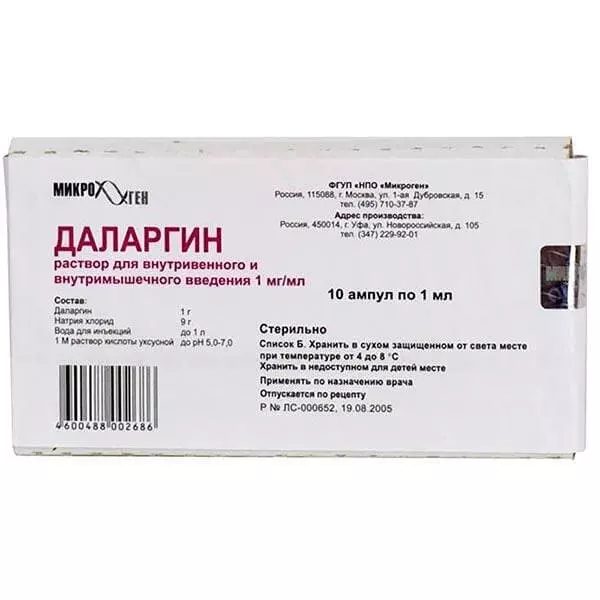 МИКРОГЕН
ФГУП «НПО «Микроген»
Россия, 115088, г. Москва, ул. 1-ая Дубровская, д. 15
тел. (495) 710-37-87
Адрес производства:
Россия, 450014, г. Уфа, ул. Новороссийская, д. 105
тел. (347) 229-92-01
ДАЛАРГИН
раствор для внутривенного и
внутримышечного введения 1 мг/мл
10 ампул по 1 мл
Состав:
Даларгин 1 г
Натрия хлорид 9 г
Вода для инъекций до 1 л
1 М раствор кислоты уксусной до pH 5,0-7,0
Стерильно
Список Б. Хранить в сухом защищенном от света месте
при температуре от 4 до 8 °С
Хранить в недоступном для детей месте
Применять по назначению врача
Отпускается по рецепту
Р № ЛС-000652, 19.08.2005
4600488002686